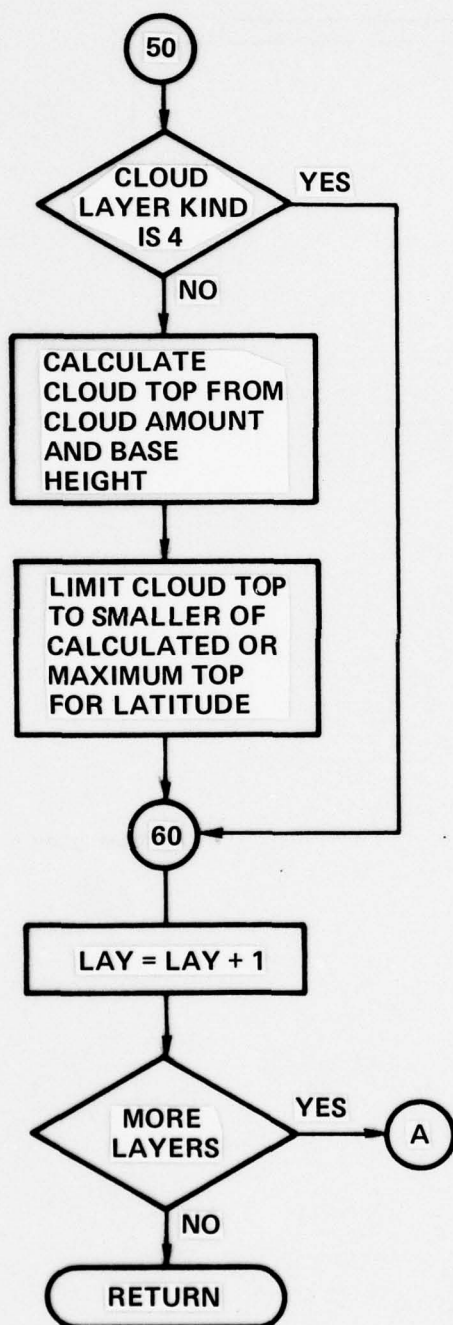 50
CLOUD
LAYER KIND
IS 4
YES
NO
CALCULATE
CLOUD TOP FROM
CLOUD AMOUNT
AND BASE
HEIGHT
LIMIT CLOUD TOP
TO SMALLER OF
CALCULATED OR
MAXIMUM TOP
FOR LATITUDE
60
LAY = LAY + 1
MORE
LAYERS
YES
A
NO
RETURN